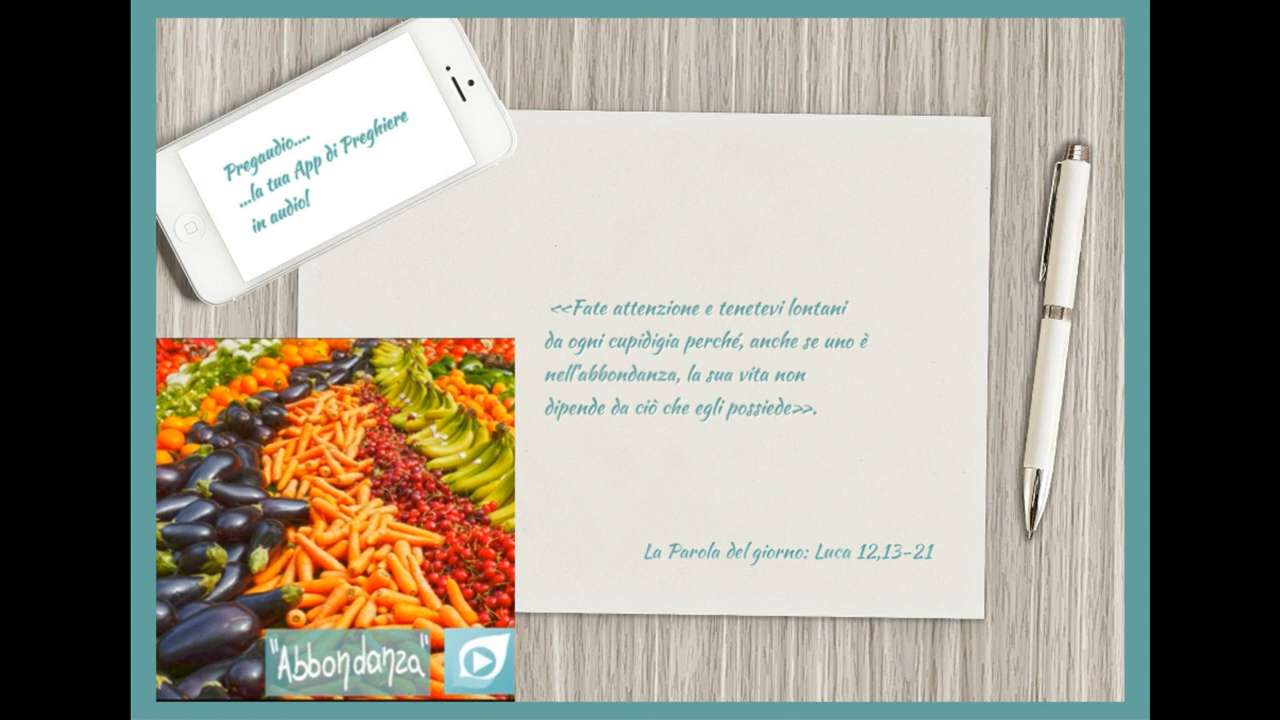 Pregaudio....
...la tua App di Preghiere
in audio!
<<Fate attenzione e tenetevi lontani
da ogni cupidigia perché, anche se uno è
nell'abbondanza, la sua vita non
dipende da ciò che egli possiede>>.
La Parola del giorno: Luca 12,13-21
"Abbondanza"